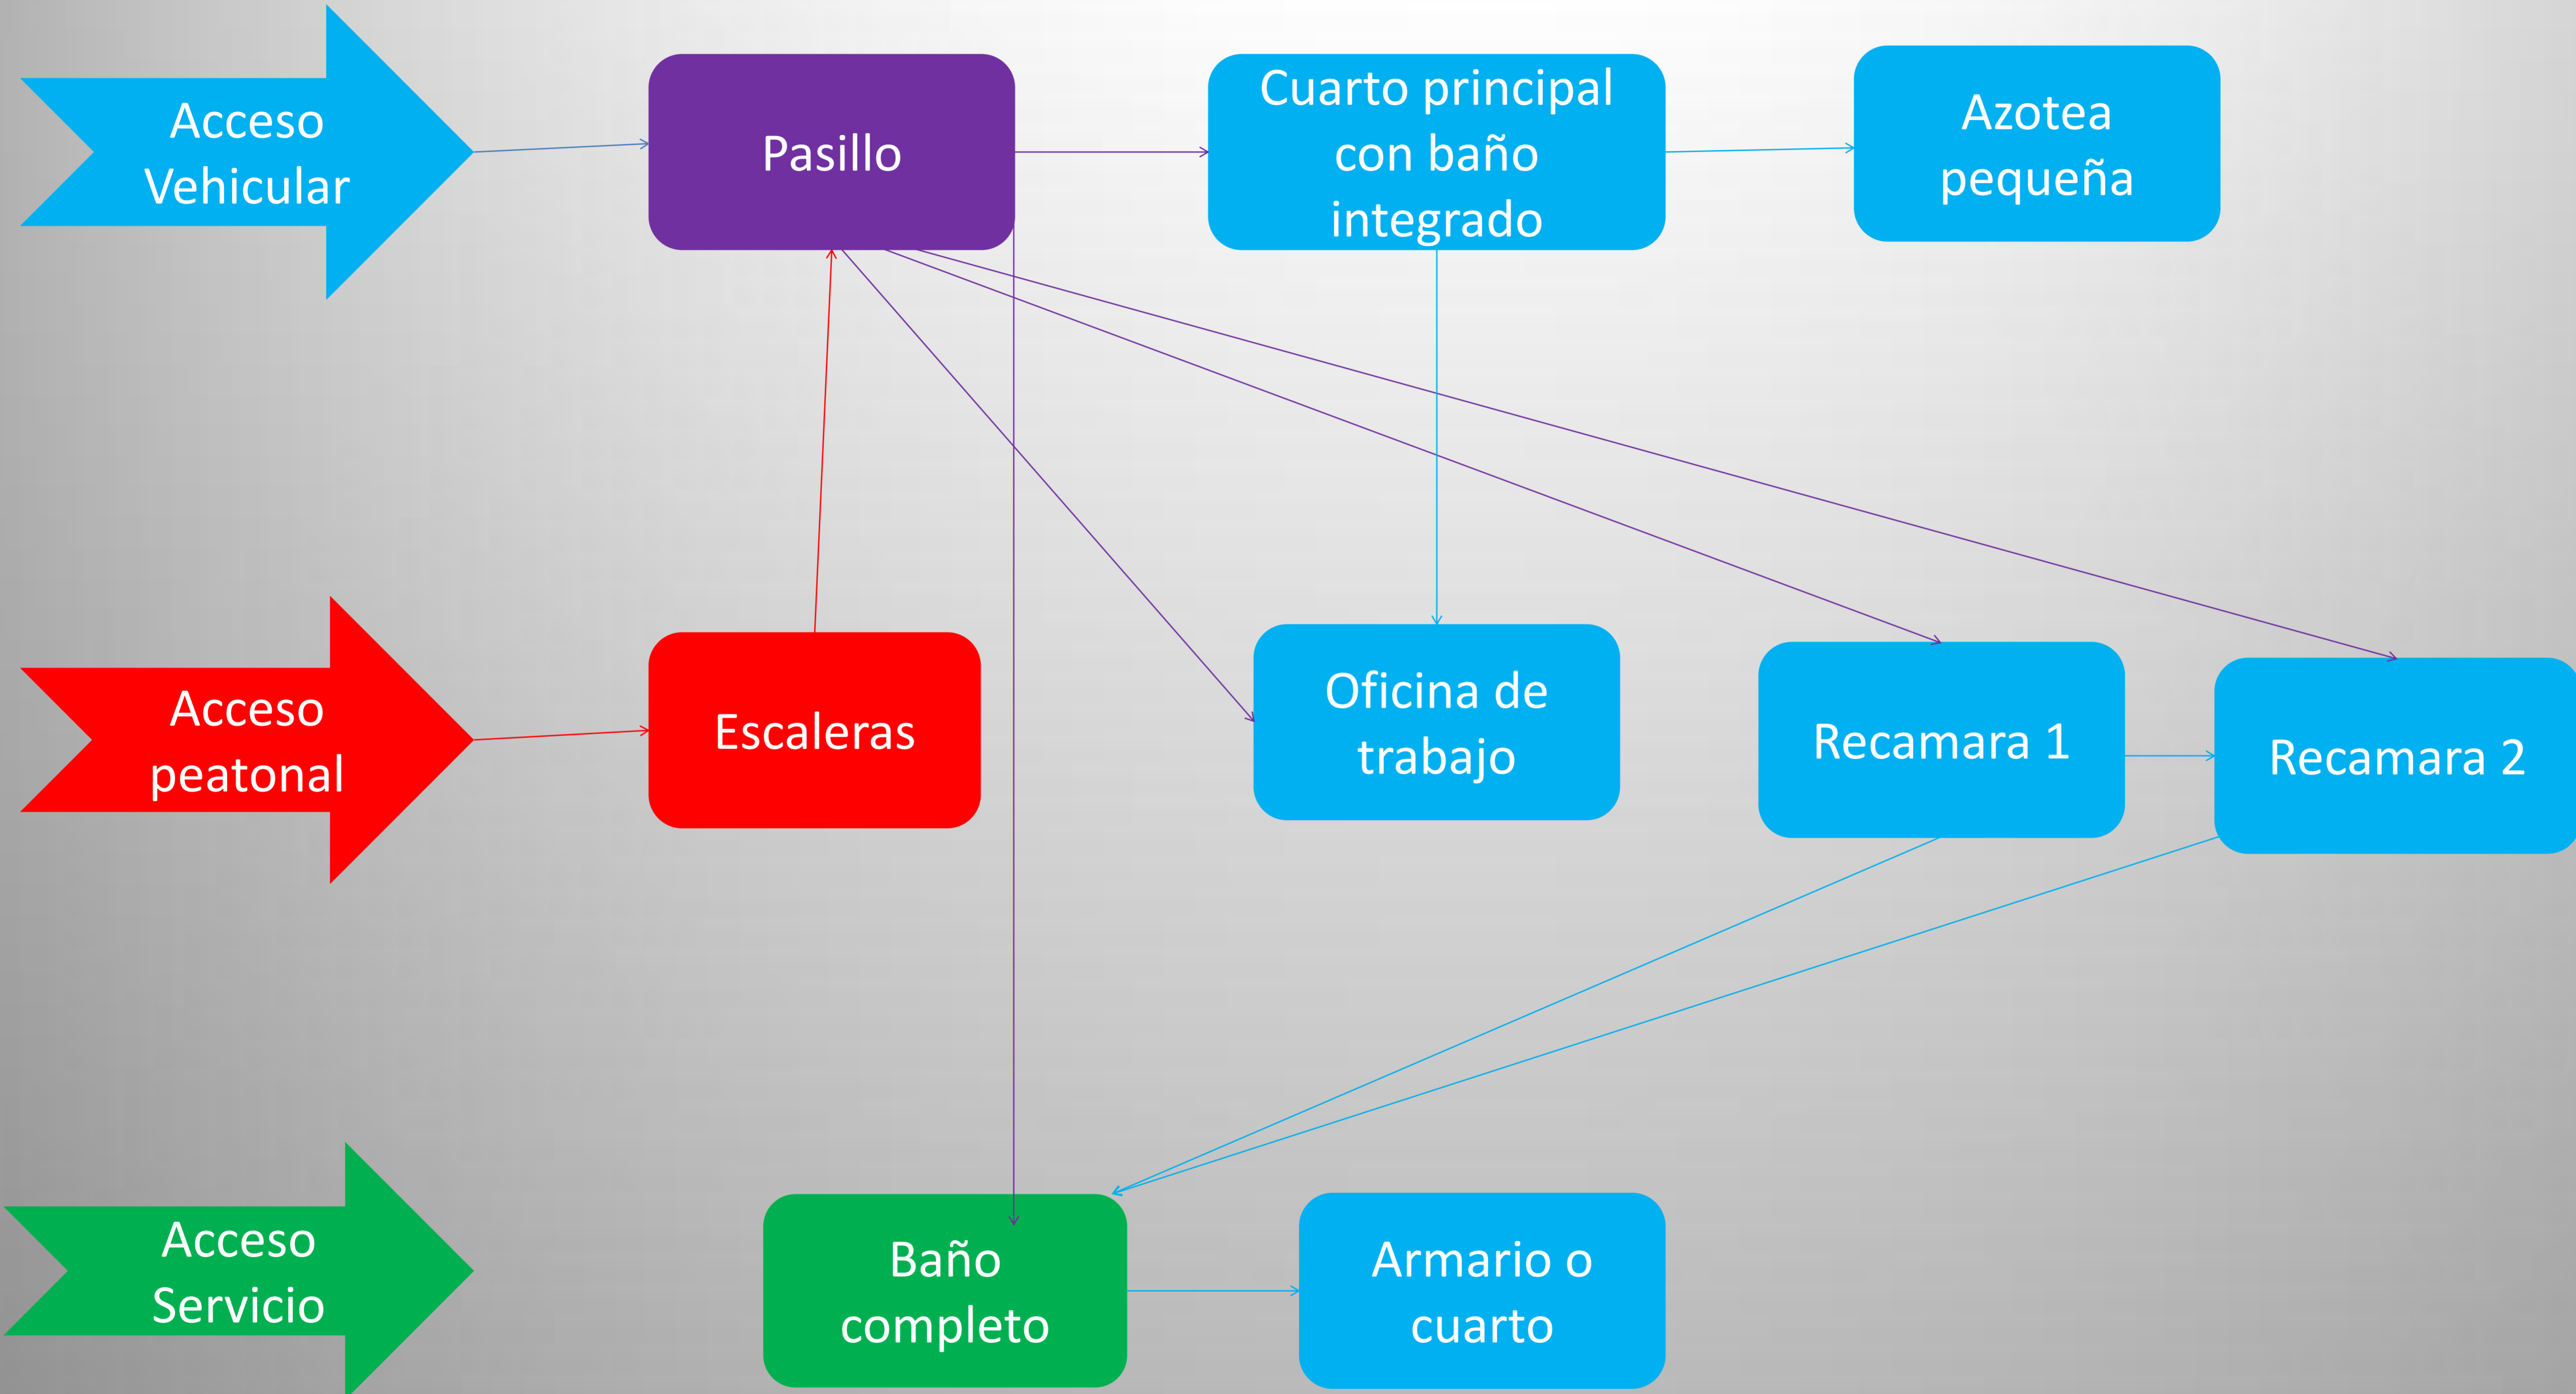 Acceso
Vehicular
Pasillo
Cuarto principal
con baño
integrado
Azotea
pequeña
Acceso
peatonal
Escaleras
Oficina de
trabajo
Recamara 1
Recamara 2
Acceso
Servicio
Baño
completo
Armario o
cuarto